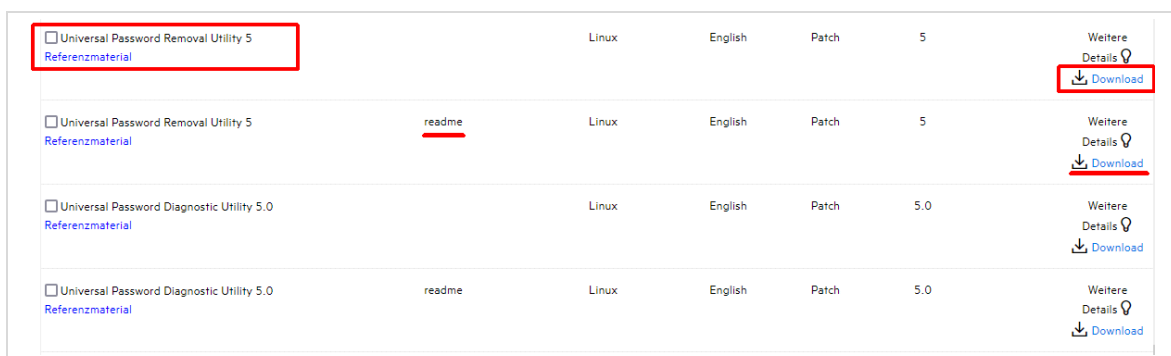 Universal Password Removal Utility 5 Linux English Patch 5 Weitere
Referenzmaterial Details
Download
Universal Password Removal Utility 5 readme Linux English Patch 5 Weitere
Referenzmaterial Details
Download
Universal Password Diagnostic Utility 5.0 Linux English Patch 5.0 Weitere
Referenzmaterial Details
Download
Universal Password Diagnostic Utility 5.0 readme Linux English Patch 5.0 Weitere
Referenzmaterial Details
Download